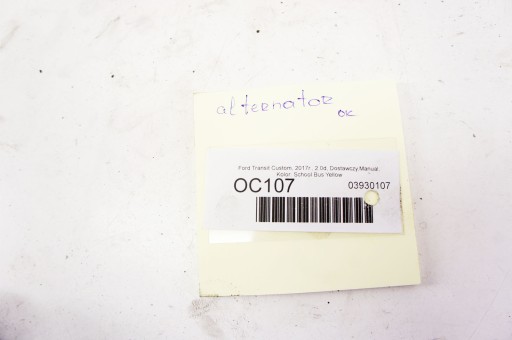 alternator
OK
Ford Transit Custom, 2017r., 2.0d, Dostawczy/Manual
Kolor: School Bus Yellow
OC107
03930107